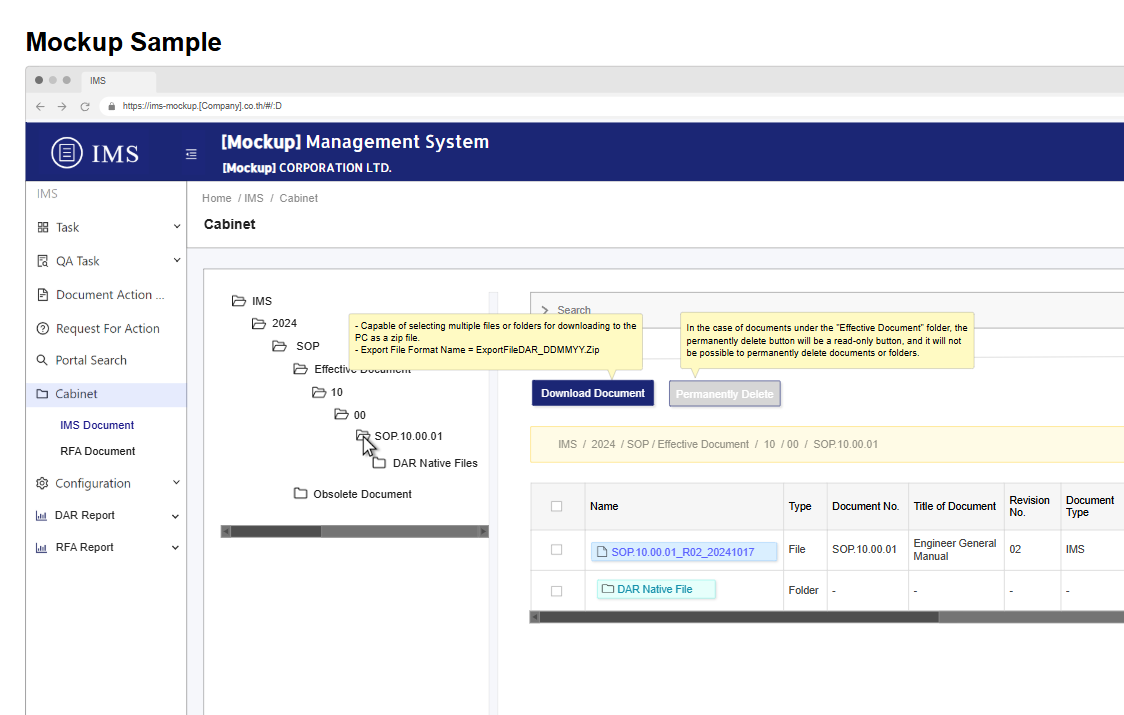 Mockup Sample
IMS
https://ims-mockup.[Company].co.th/#/:D
IMS
[Mockup] Management System
[Mockup] CORPORATION LTD.
IMS
Task
QA Task
Document Action ...
Request For Action
Portal Search
Cabinet
IMS Document
RFA Document
Configuration
DAR Report
RFA Report
Home / IMS / Cabinet
Cabinet
IMS
2024
SOP
Effective Document
10
00
SOP.10.00.01
DAR Native Files
Obsolete Document
Search
- Capable of selecting multiple files or folders for downloading to the
PC as a zip file.
- Export File Format Name = ExportFileDAR_DDMMYY.Zip
In the case of documents under the "Effective Document" folder, the
permanently delete button will be a read-only button, and it will not
be possible to permanently delete documents or folders.
Download Document
Permanently Delete
IMS / 2024 / SOP / Effective Document / 10 / 00 / SOP.10.00.01
Name Type Document No. Title of Document Revision No. Document Type
SOP.10.00.01_R02_20241017 File SOP.10.00.01 Engineer General Manual 02 IMS
DAR Native File Folder - - - -